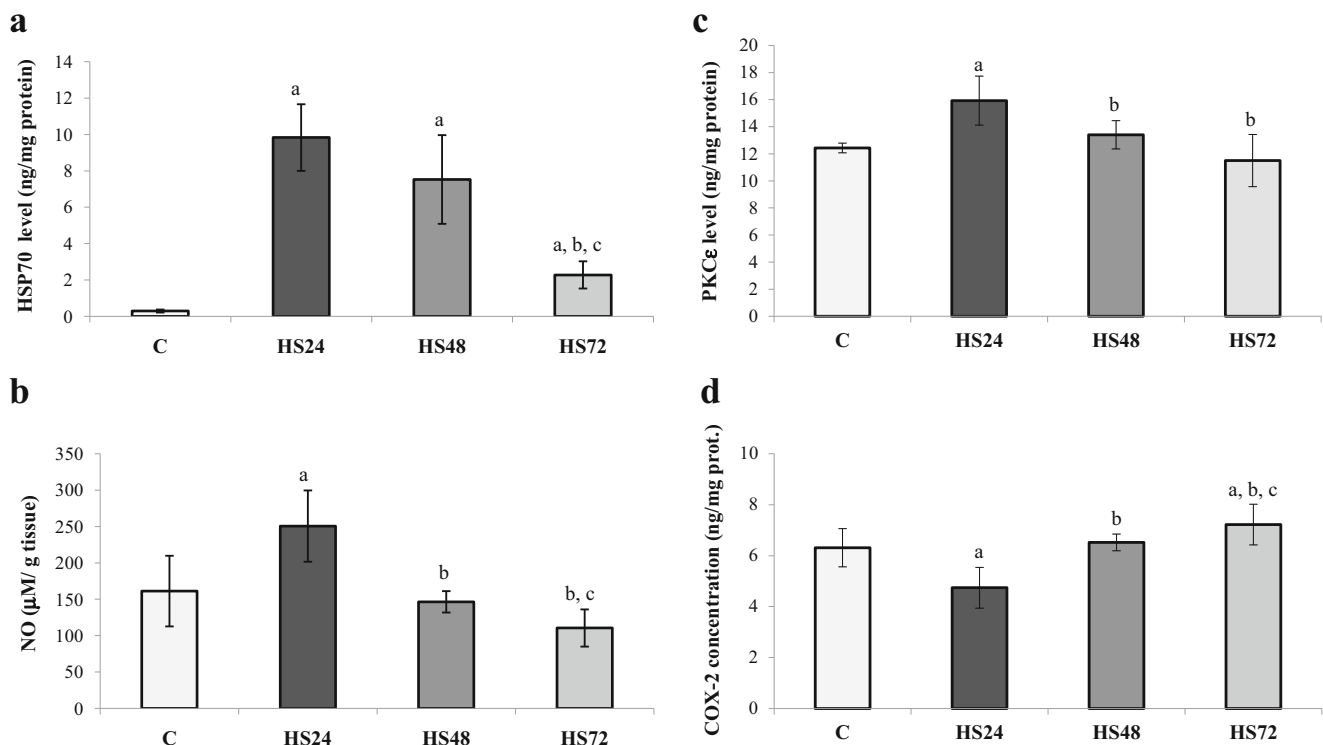 a
HSP70 level (ng/mg protein)
14
12
10
8
6
4
2
0
a
a
a, b, c
C HS24 HS48 HS72
b
NO (µM/ g tissue)
350
300
250
200
150
100
50
0
a
b
b, c
C HS24 HS48 HS72
c
PKCε level (ng/mg protein)
20
18
16
14
12
10
8
6
4
2
0
a
b
b
C HS24 HS48 HS72
d
COX-2 concentration (ng/mg prot.)
10
8
6
4
2
0
a
b
a, b, c
C HS24 HS48 HS72